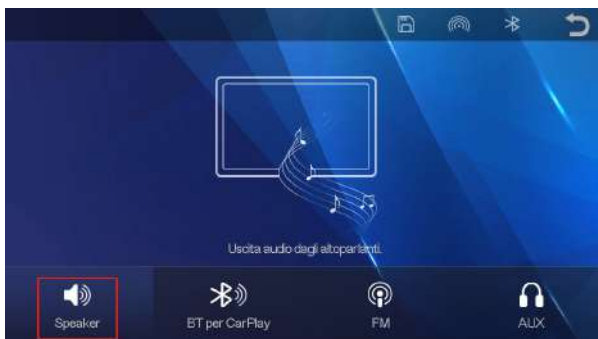 Uscita audio dagli altoparlanti.
Speaker
BT per CarPlay
FM
AUX